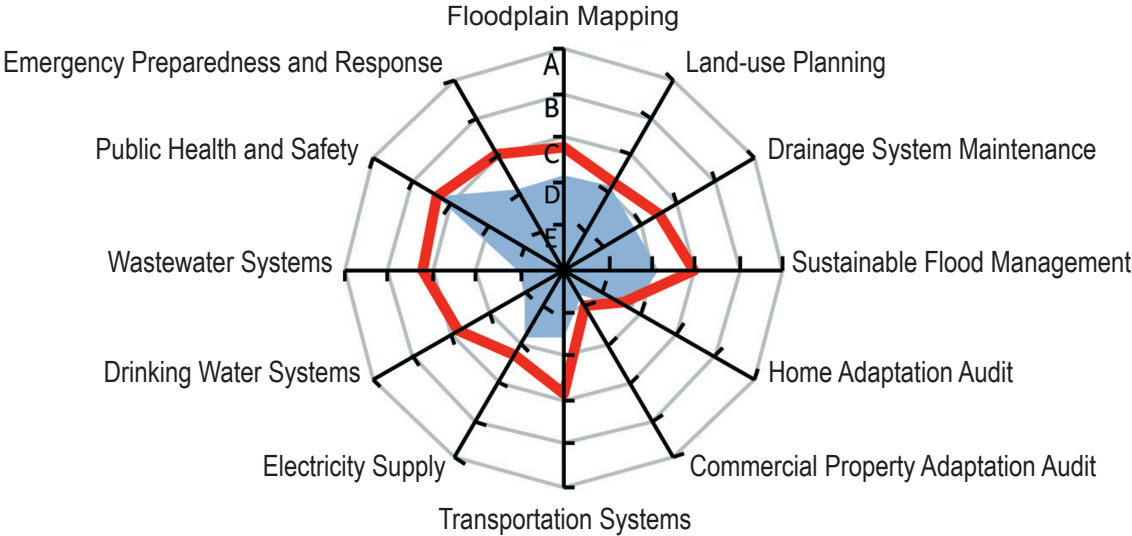 Floodplain Mapping
Emergency Preparedness and Response
A
Land-use Planning
B
Public Health and Safety
C
Drainage System Maintenance
D
E
Wastewater Systems
Sustainable Flood Management
Drinking Water Systems
Home Adaptation Audit
Electricity Supply
Commercial Property Adaptation Audit
Transportation Systems